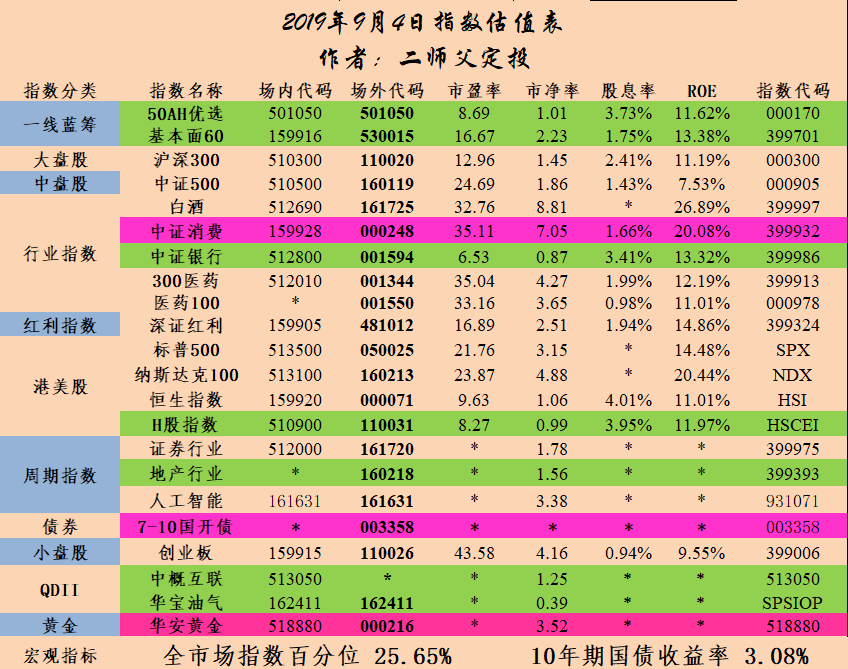 2019年9月4日指数估值表
作者：二师父定投
指数分类 指数名称 场内代码 场外代码 市盈率 市净率 股息率 ROE 指数代码
一线蓝筹 50AH优选 501050 501050 8.69 1.01 3.73% 11.62% 000170
基本面60 159916 530015 16.67 2.23 1.75% 13.38% 399701
大盘股 沪深300 510300 110020 12.96 1.45 2.41% 11.19% 000300
中盘股 中证500 510500 160119 24.69 1.86 1.43% 7.53% 000905
行业指数 白酒 512690 161725 32.76 8.81 * 26.89% 399997
中证消费 159928 000248 35.11 7.05 1.66% 20.08% 399932
中证银行 512800 001594 6.53 0.87 3.41% 13.32% 399986
300医药 512010 001344 35.04 4.27 1.99% 12.19% 399913
医药100 * 001550 33.16 3.65 0.98% 11.01% 000978
红利指数 深证红利 159905 481012 16.89 2.51 1.94% 14.86% 399324
港美股 标普500 513500 050025 21.76 3.15 * 14.48% SPX
纳斯达克100 513100 160213 23.87 4.88 * 20.44% NDX
恒生指数 159920 000071 9.63 1.06 4.01% 11.01% HSI
H股指数 510900 110031 8.27 0.99 3.95% 11.97% HSCEI
周期指数 证券行业 512000 161720 * 1.78 * * 399975
地产行业 * 160218 * 1.56 * * 399393
人工智能 161631 161631 * 3.38 * * 931071
债券 7-10国开债 * 003358 * * * * 003358
小盘股 创业板 159915 110026 43.58 4.16 0.94% 9.55% 399006
QDII 中概互联 513050 * * 1.25 * * 513050
华宝油气 162411 162411 * 0.39 * * SPSIOP
黄金 华安黄金 518880 000216 * 3.52 * * 518880
宏观指标 全市场指数百分位 25.65% 10年期国债收益率 3.08%